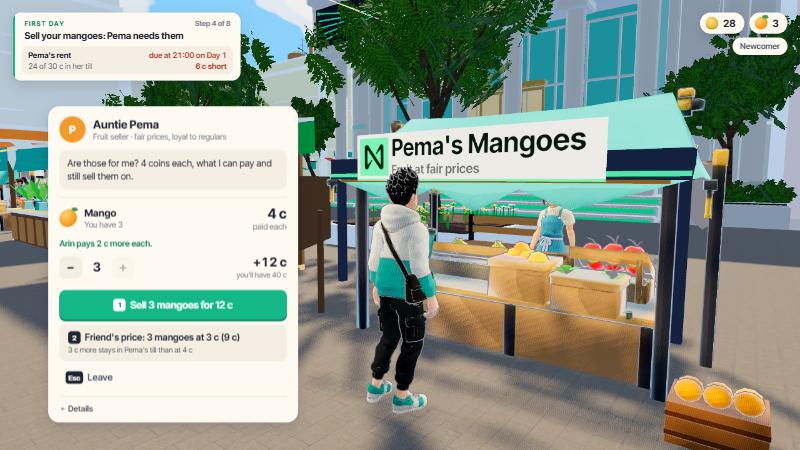 FIRST DAY
Step 4 of 8
Sell your mangoes: Pema needs them
Pema's rent
due at 21:00 on Day 1
24 of 30 c in her till
6 c short
28
3
Newcomer
P
Auntie Pema
Fruit seller · fair prices, loyal to regulars
Are those for me? 4 coins each, what I can pay and
still sell them on.
Mango
4 c
You have 3
paid each
Arin pays 2 c more each.
− 3 +
+12 c
you'll have 40 c
1 Sell 3 mangoes for 12 c
2 Friend's price: 3 mangoes at 3 c (9 c)
3 c more stays in Pema's till than at 4 c
Esc Leave
Details
N
Pema's Mangoes
Fruit at fair prices